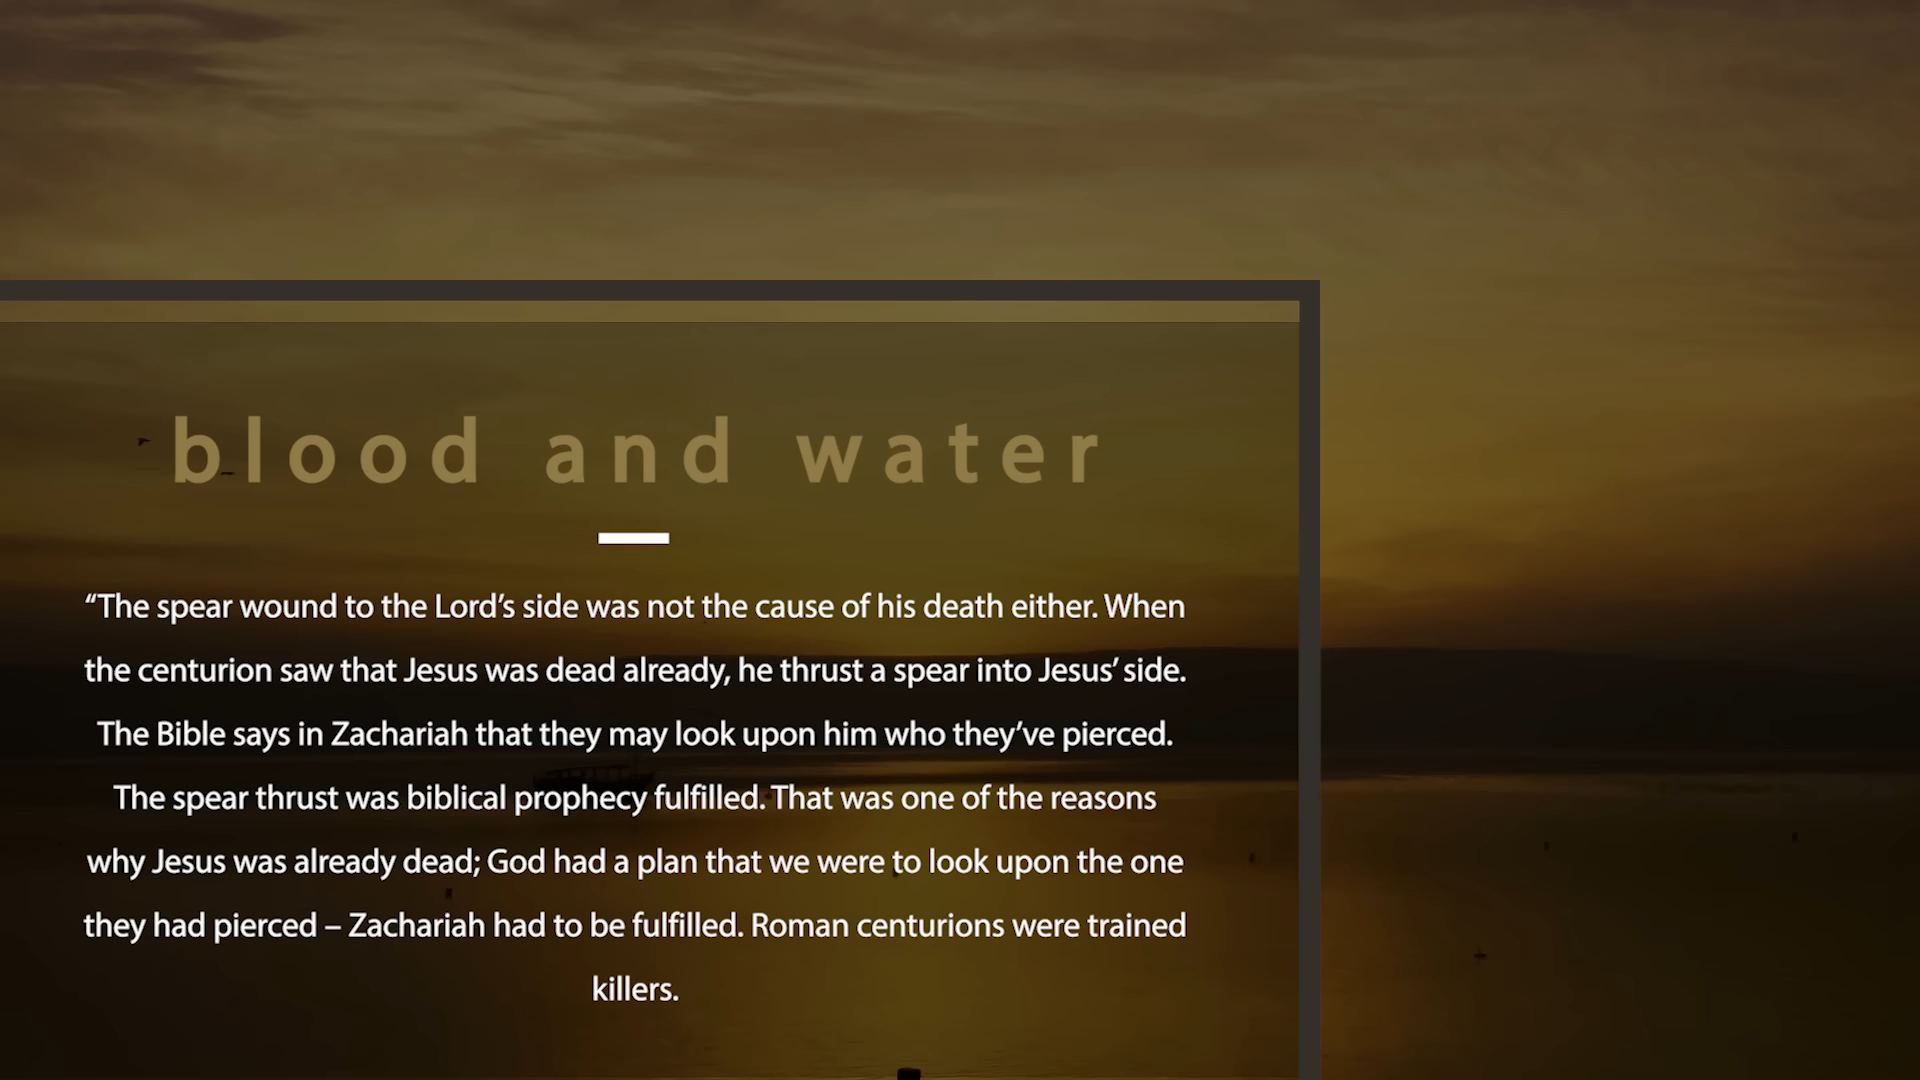 blood and water
“The spear wound to the Lord’s side was not the cause of his death either. When
the centurion saw that Jesus was dead already, he thrust a spear into Jesus’ side.
The Bible says in Zachariah that they may look upon him who they’ve pierced.
The spear thrust was biblical prophecy fulfilled. That was one of the reasons
why Jesus was already dead; God had a plan that we were to look upon the one
they had pierced – Zachariah had to be fulfilled. Roman centurions were trained
killers.